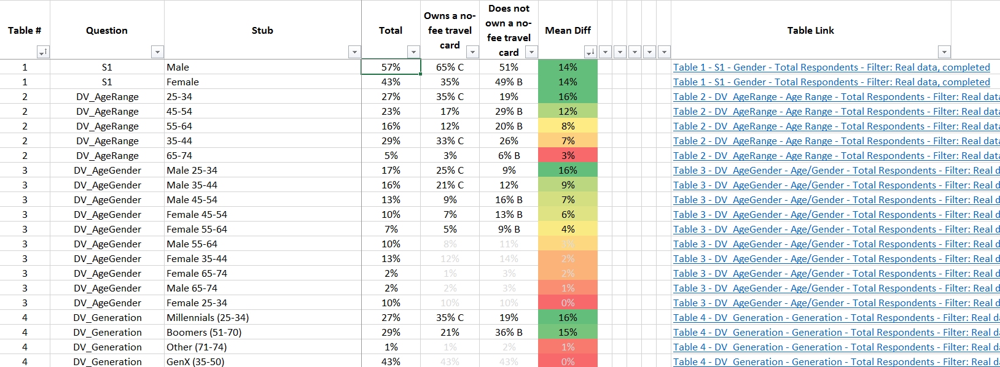 Table # Question Stub Total Owns a no-fee travel card Does not own a no-fee travel card Mean Diff Table Link
1 S1 Male 57% 65% C 51% 14% Table 1 - S1 - Gender - Total Respondents - Filter: Real data, completed
1 S1 Female 43% 35% 49% B 14% Table 1 - S1 - Gender - Total Respondents - Filter: Real data, completed
2 DV_AgeRange 25-34 27% 35% C 19% 16% Table 2 - DV_AgeRange - Age Range - Total Respondents - Filter: Real data
2 DV_AgeRange 45-54 23% 17% 29% B 12% Table 2 - DV_AgeRange - Age Range - Total Respondents - Filter: Real data
2 DV_AgeRange 55-64 16% 12% 20% B 8% Table 2 - DV_AgeRange - Age Range - Total Respondents - Filter: Real data
2 DV_AgeRange 35-44 29% 33% C 26% 7% Table 2 - DV_AgeRange - Age Range - Total Respondents - Filter: Real data
2 DV_AgeRange 65-74 5% 3% 6% B 3% Table 2 - DV_AgeRange - Age Range - Total Respondents - Filter: Real data
3 DV_AgeGender Male 25-34 17% 25% C 9% 16% Table 3 - DV_AgeGender - Age/Gender - Total Respondents - Filter: Real d
3 DV_AgeGender Male 35-44 16% 21% C 12% 9% Table 3 - DV_AgeGender - Age/Gender - Total Respondents - Filter: Real d
3 DV_AgeGender Male 45-54 13% 9% 16% B 7% Table 3 - DV_AgeGender - Age/Gender - Total Respondents - Filter: Real d
3 DV_AgeGender Female 45-54 10% 7% 13% B 6% Table 3 - DV_AgeGender - Age/Gender - Total Respondents - Filter: Real d
3 DV_AgeGender Female 55-64 7% 5% 9% B 4% Table 3 - DV_AgeGender - Age/Gender - Total Respondents - Filter: Real d
3 DV_AgeGender Male 55-64 10% 8% 11% 3% Table 3 - DV_AgeGender - Age/Gender - Total Respondents - Filter: Real d
3 DV_AgeGender Female 35-44 13% 12% 14% 2% Table 3 - DV_AgeGender - Age/Gender - Total Respondents - Filter: Real d
3 DV_AgeGender Female 65-74 2% 1% 3% 2% Table 3 - DV_AgeGender - Age/Gender - Total Respondents - Filter: Real d
3 DV_AgeGender Male 65-74 2% 2% 3% 1% Table 3 - DV_AgeGender - Age/Gender - Total Respondents - Filter: Real d
3 DV_AgeGender Female 25-34 10% 10% 10% 0% Table 3 - DV_AgeGender - Age/Gender - Total Respondents - Filter: Real d
4 DV_Generation Millennials (25-34) 27% 35% C 19% 16% Table 4 - DV_Generation - Generation - Total Respondents - Filter: Real d
4 DV_Generation Boomers (51-70) 29% 21% 36% B 15% Table 4 - DV_Generation - Generation - Total Respondents - Filter: Real d
4 DV_Generation Other (71-74) 1% 1% 2% 1% Table 4 - DV_Generation - Generation - Total Respondents - Filter: Real d
4 DV_Generation GenX (35-50) 43% 43% 43% 0% Table 4 - DV_Generation - Generation - Total Respondents - Filter: Real d